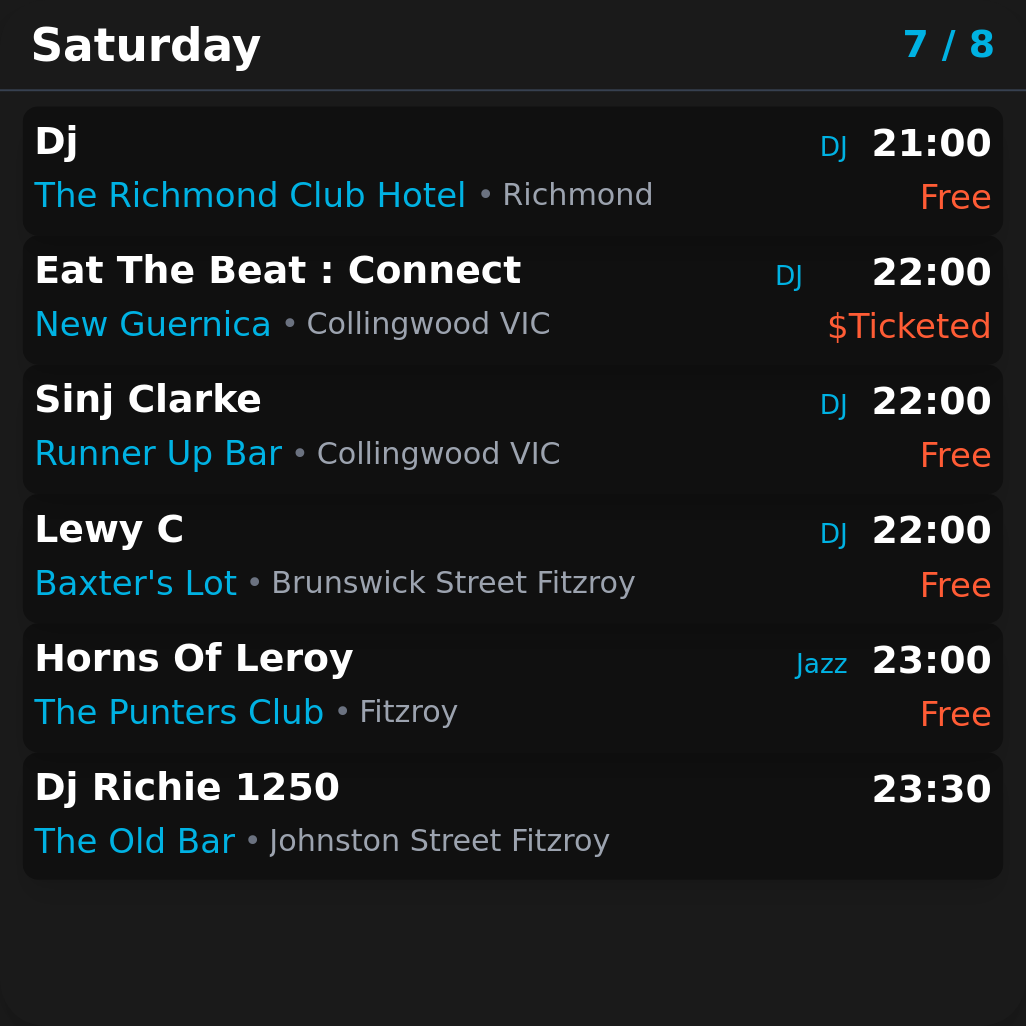 Saturday 7 / 8
Dj DJ 21:00
The Richmond Club Hotel • Richmond Free
Eat The Beat : Connect DJ 22:00
New Guernica • Collingwood VIC $Ticketed
Sinj Clarke DJ 22:00
Runner Up Bar • Collingwood VIC Free
Lewy C DJ 22:00
Baxter's Lot • Brunswick Street Fitzroy Free
Horns Of Leroy Jazz 23:00
The Punters Club • Fitzroy Free
Dj Richie 1250 23:30
The Old Bar • Johnston Street Fitzroy